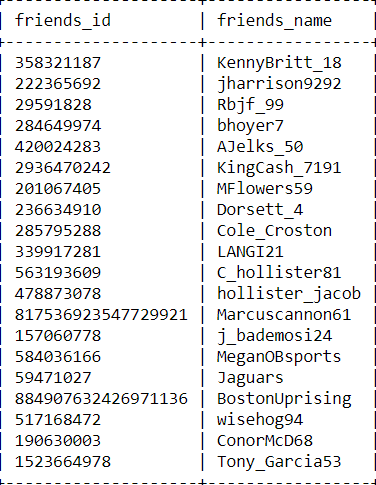 friends_id | friends_name |
358321187 | KennyBritt_18
222365692 | jharrison9292
29591828 | Rbjf_99
284649974 | bhoyer7
420024283 | AJelks_50
2936470242 | KingCash_7191
201067405 | MFlowers59
236634910 | Dorsett_4
285795288 | Cole_Croston
339917281 | LANGI21
563193609 | C_hollister81
478873078 | hollister_jacob
817536923547729921 | Marcuscannon61
157060778 | j_bademosi24
584036166 | MeganOBsports
59471027 | Jaguars
884907632426971136 | BostonUprising
517168472 | wisehog94
190630003 | ConorMcD68
1523664978 | Tony_Garcia53